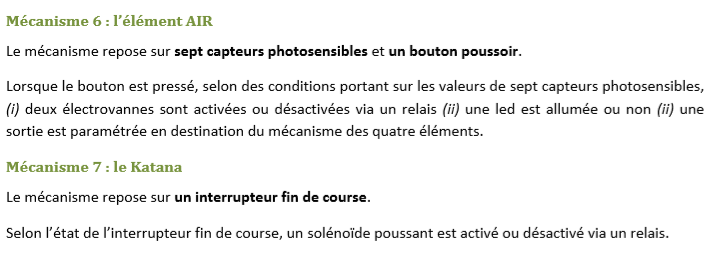 Mécanisme 6 : l’élément AIR
Le mécanisme repose sur sept capteurs photosensibles et un bouton poussoir.
Lorsque le bouton est pressé, selon des conditions portant sur les valeurs de sept capteurs photosensibles,
(i) deux électrovannes sont activées ou désactivées via un relais (ii) une led est allumée ou non (ii) une
sortie est paramétrée en destination du mécanisme des quatre éléments.
Mécanisme 7 : le Katana
Le mécanisme repose sur un interrupteur fin de course.
Selon l’état de l’interrupteur fin de course, un solénoïde poussant est activé ou désactivé via un relais.